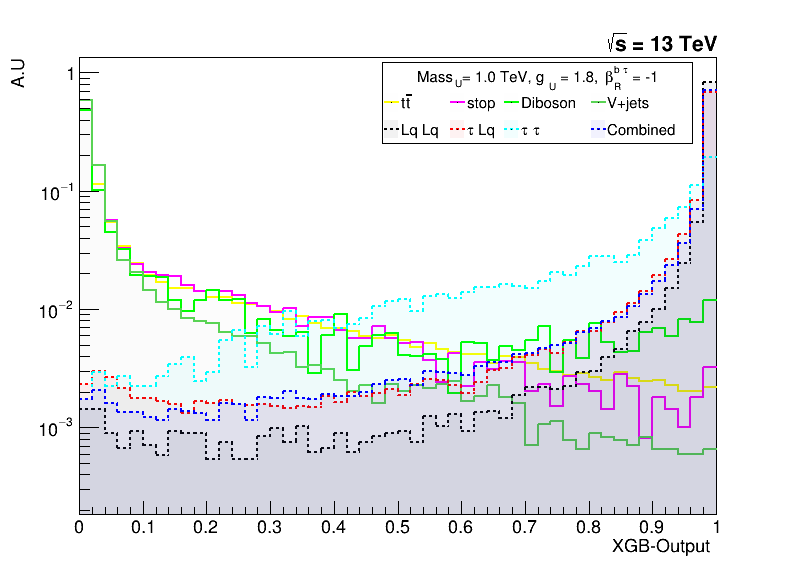 √s = 13 TeV
A.U
Mass_U = 1.0 TeV, g_U = 1.8, β_R^{b τ} = -1
tt̄ stop Diboson V+jets
Lq Lq τ Lq τ τ Combined
1
10⁻¹
10⁻²
10⁻³
0 0.1 0.2 0.3 0.4 0.5 0.6 0.7 0.8 0.9 1
XGB-Output